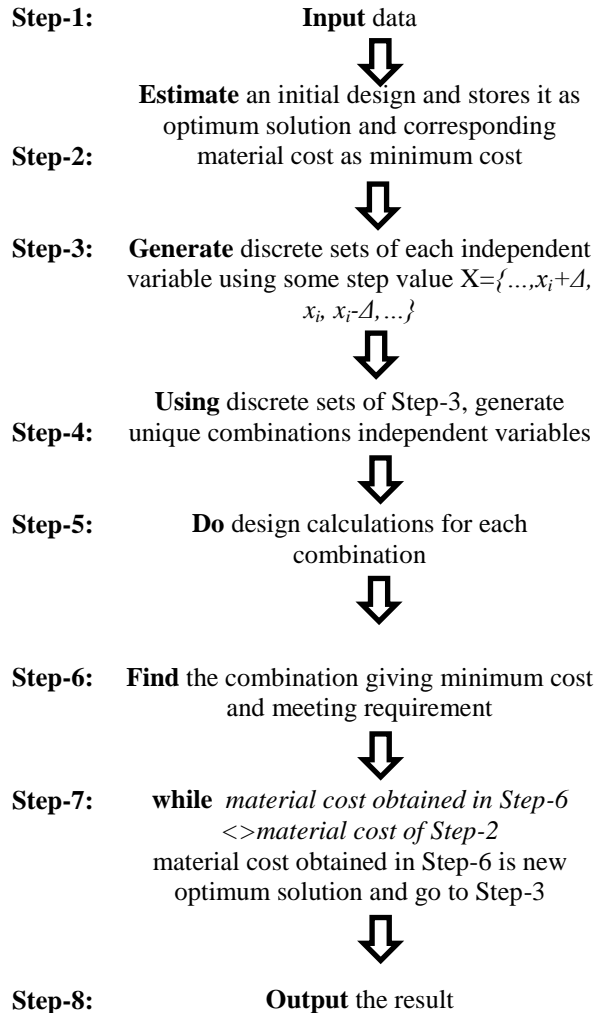 Step-1: Input data
Estimate an initial design and stores it as
optimum solution and corresponding
Step-2: material cost as minimum cost
Step-3: Generate discrete sets of each independent
variable using some step value X={...,xᵢ+Δ,
xᵢ, xᵢ-Δ,...}
Using discrete sets of Step-3, generate
Step-4: unique combinations independent variables
Step-5: Do design calculations for each
combination
Step-6: Find the combination giving minimum cost
and meeting requirement
Step-7: while material cost obtained in Step-6
<>material cost of Step-2
material cost obtained in Step-6 is new
optimum solution and go to Step-3
Step-8: Output the result